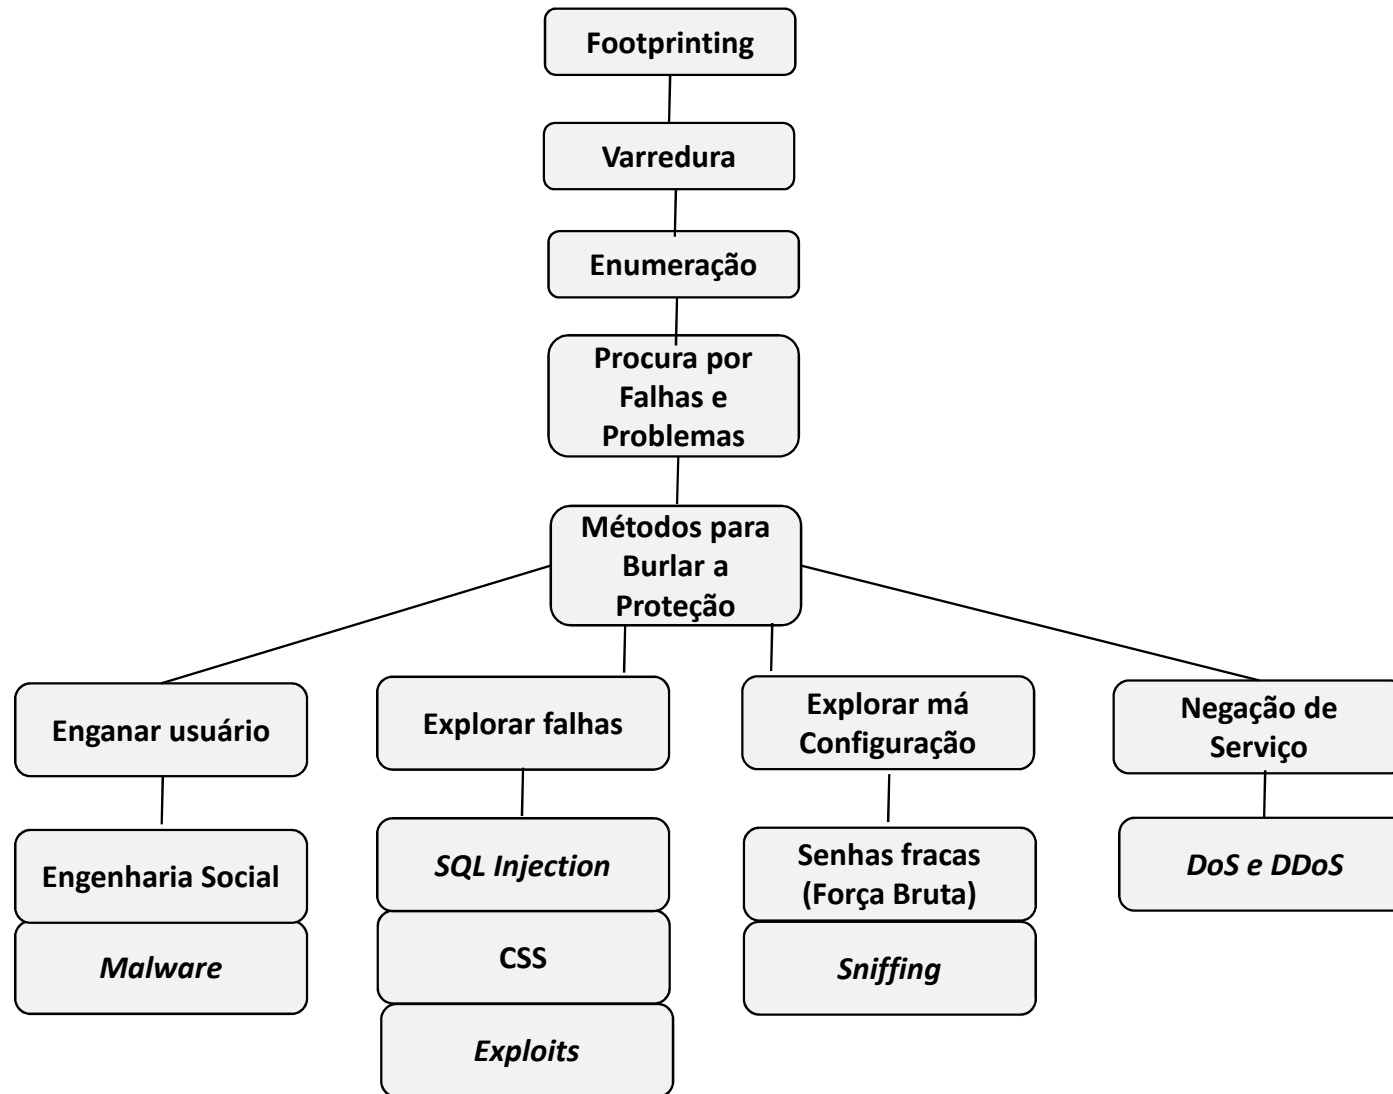 Footprinting
Varredura
Enumeração
Procura por
Falhas e
Problemas
Métodos para
Burlar a
Proteção
Enganar usuário
Explorar falhas
Explorar má
Configuração
Negação de
Serviço
Engenharia Social
Malware
SQL Injection
CSS
Exploits
Senhas fracas
(Força Bruta)
Sniffing
DoS e DDoS